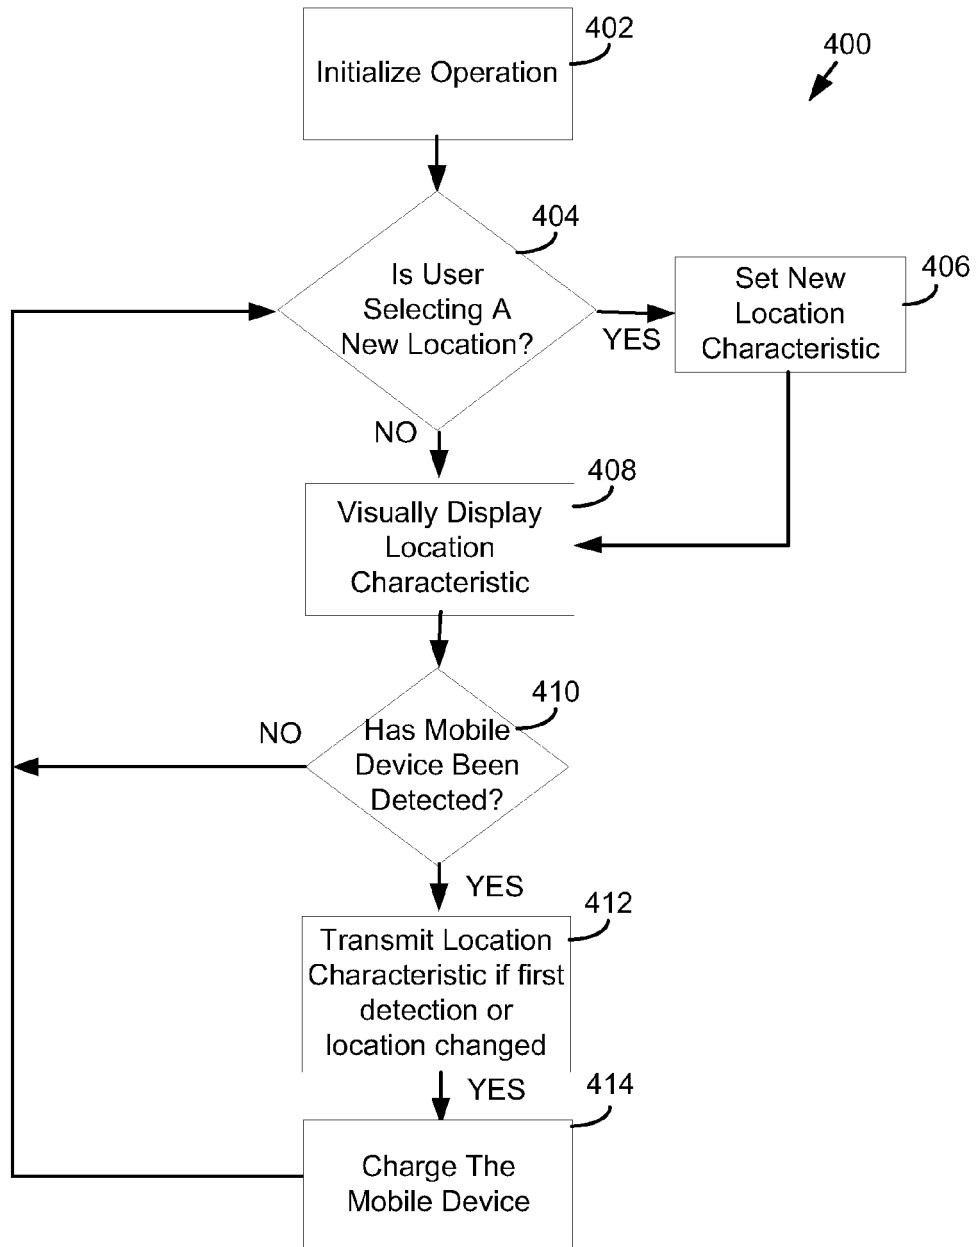 402
Initialize Operation
400
404
Is User
Selecting A
New Location?
YES
406
Set New
Location
Characteristic
NO
408
Visually Display
Location
Characteristic
410
NO
Has Mobile
Device Been
Detected?
YES
412
Transmit Location
Characteristic if first
detection or
location changed
YES
414
Charge The
Mobile Device